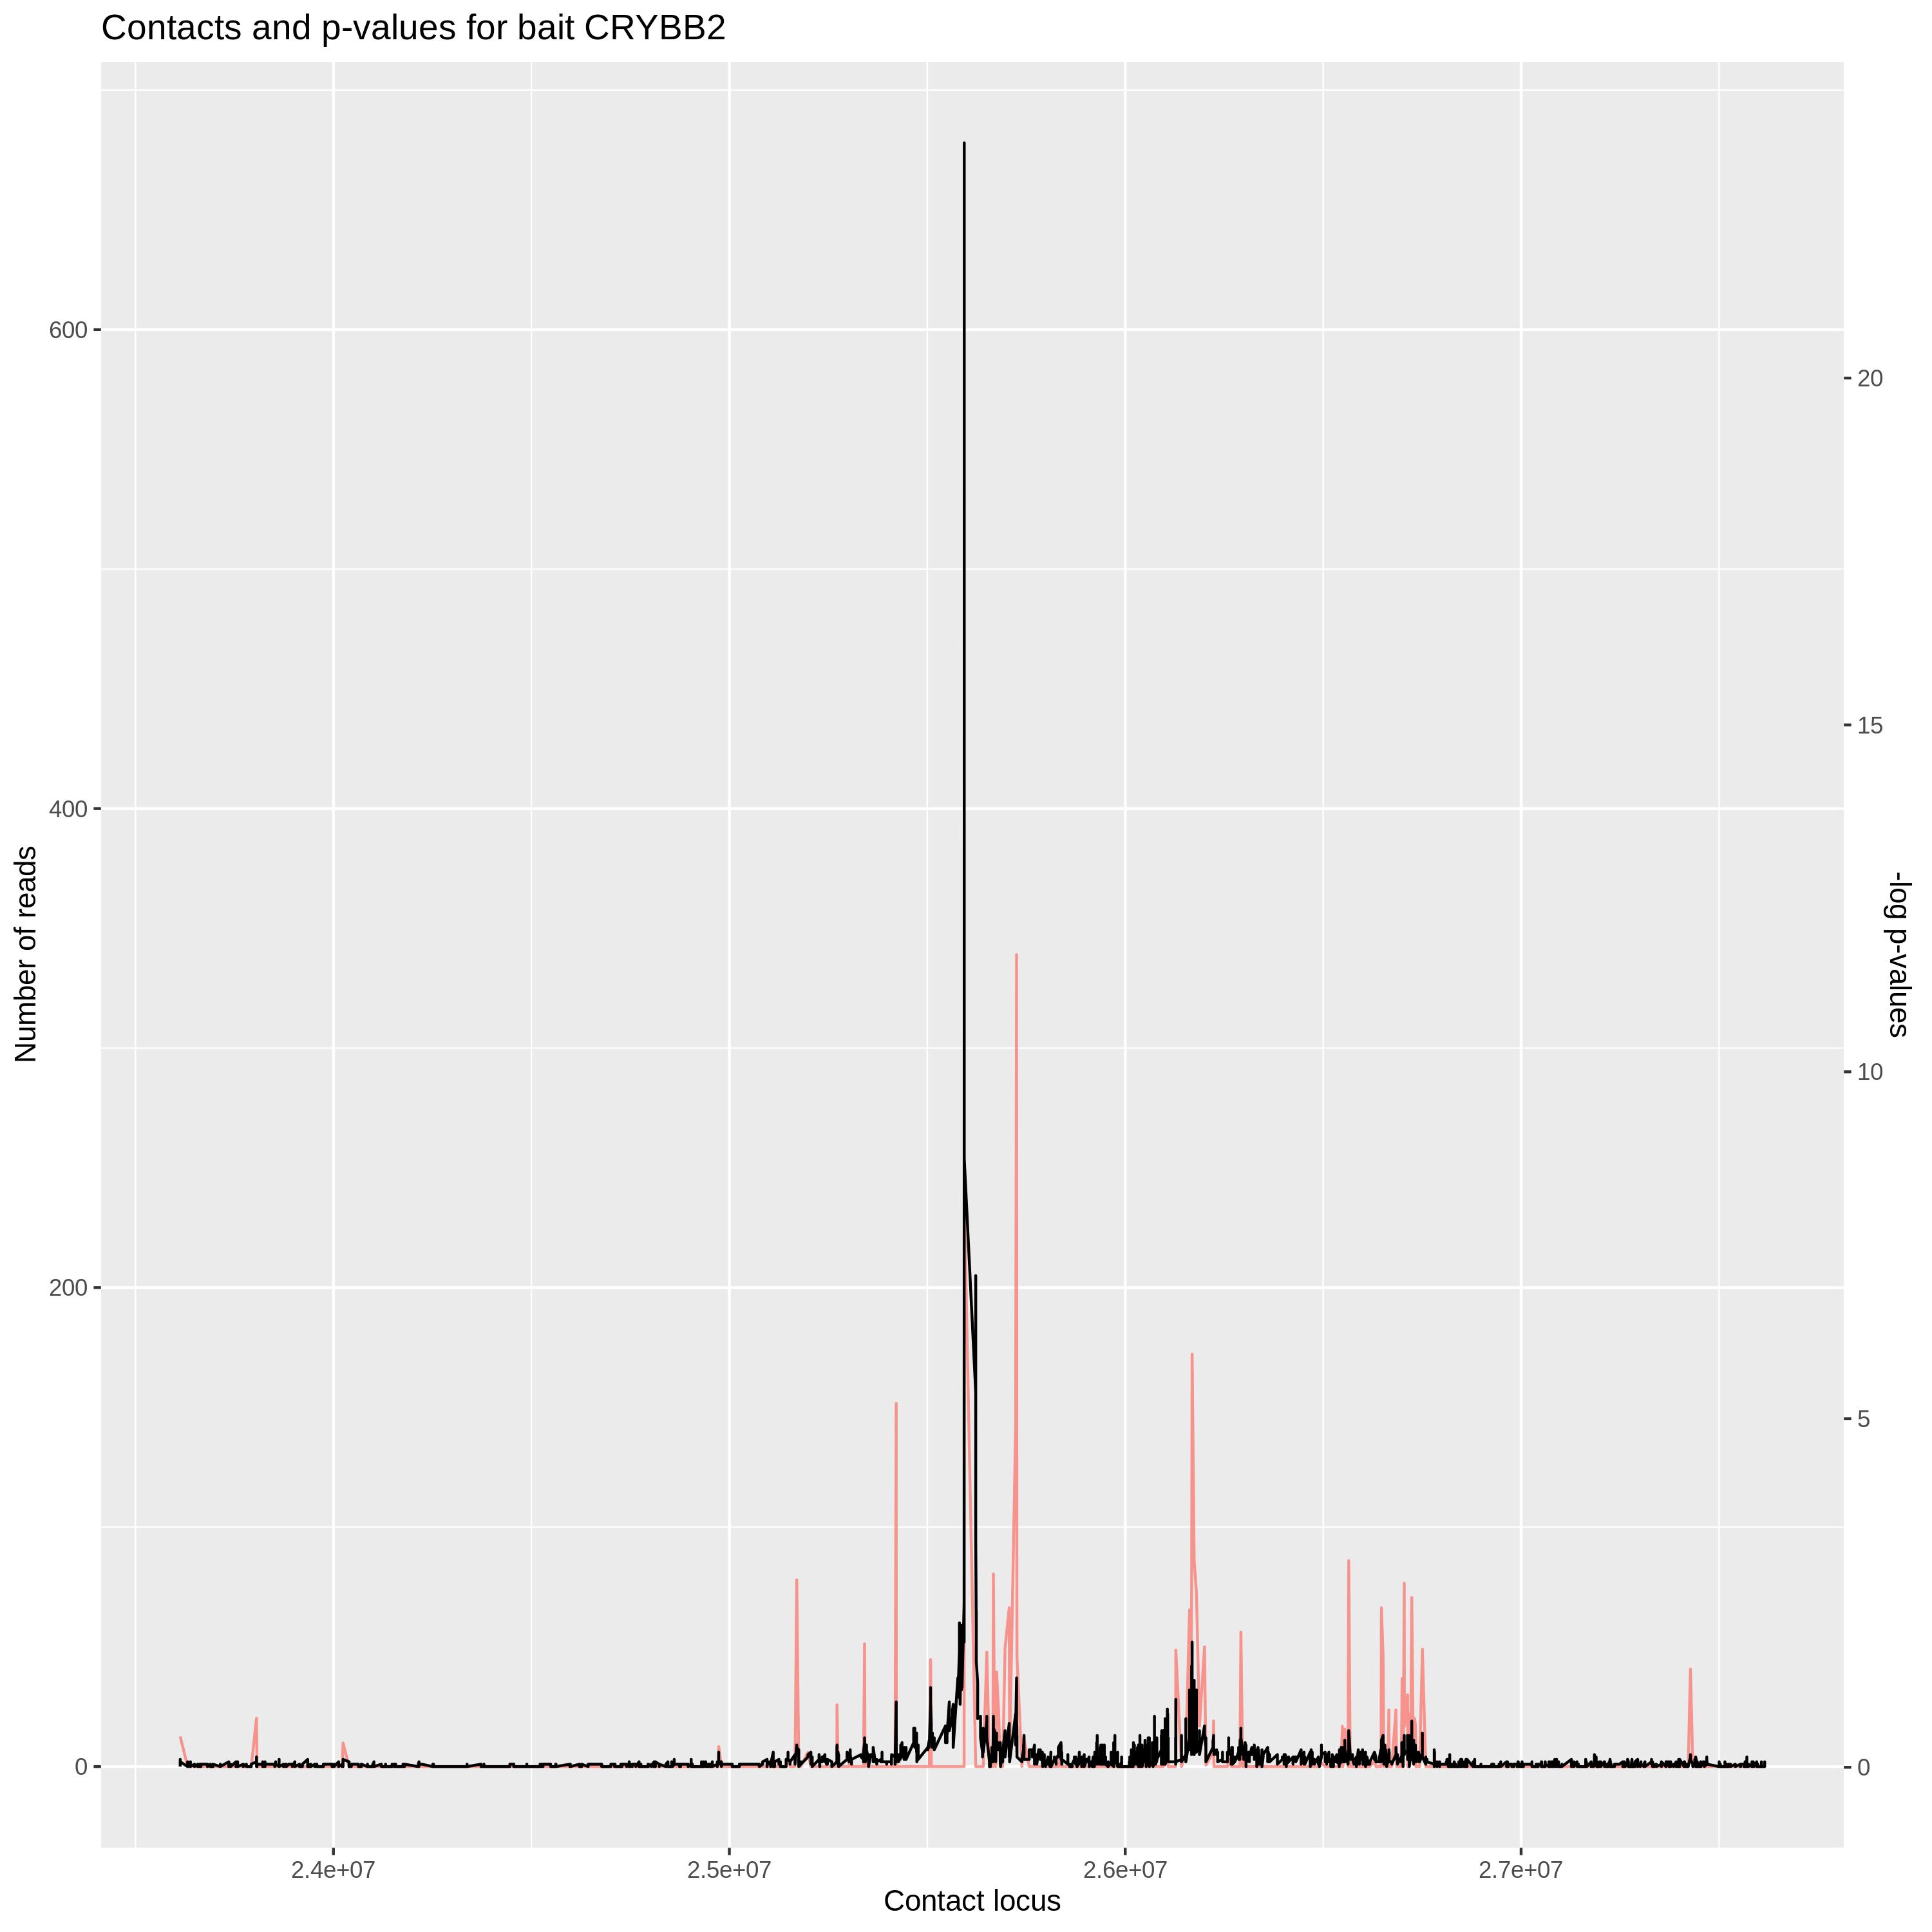 Contacts and p-values for bait CRYBB2
600
400
200
0
Number of reads
20
15
10
5
0
-log p-values
2.4e+07
2.5e+07
2.6e+07
2.7e+07
Contact locus